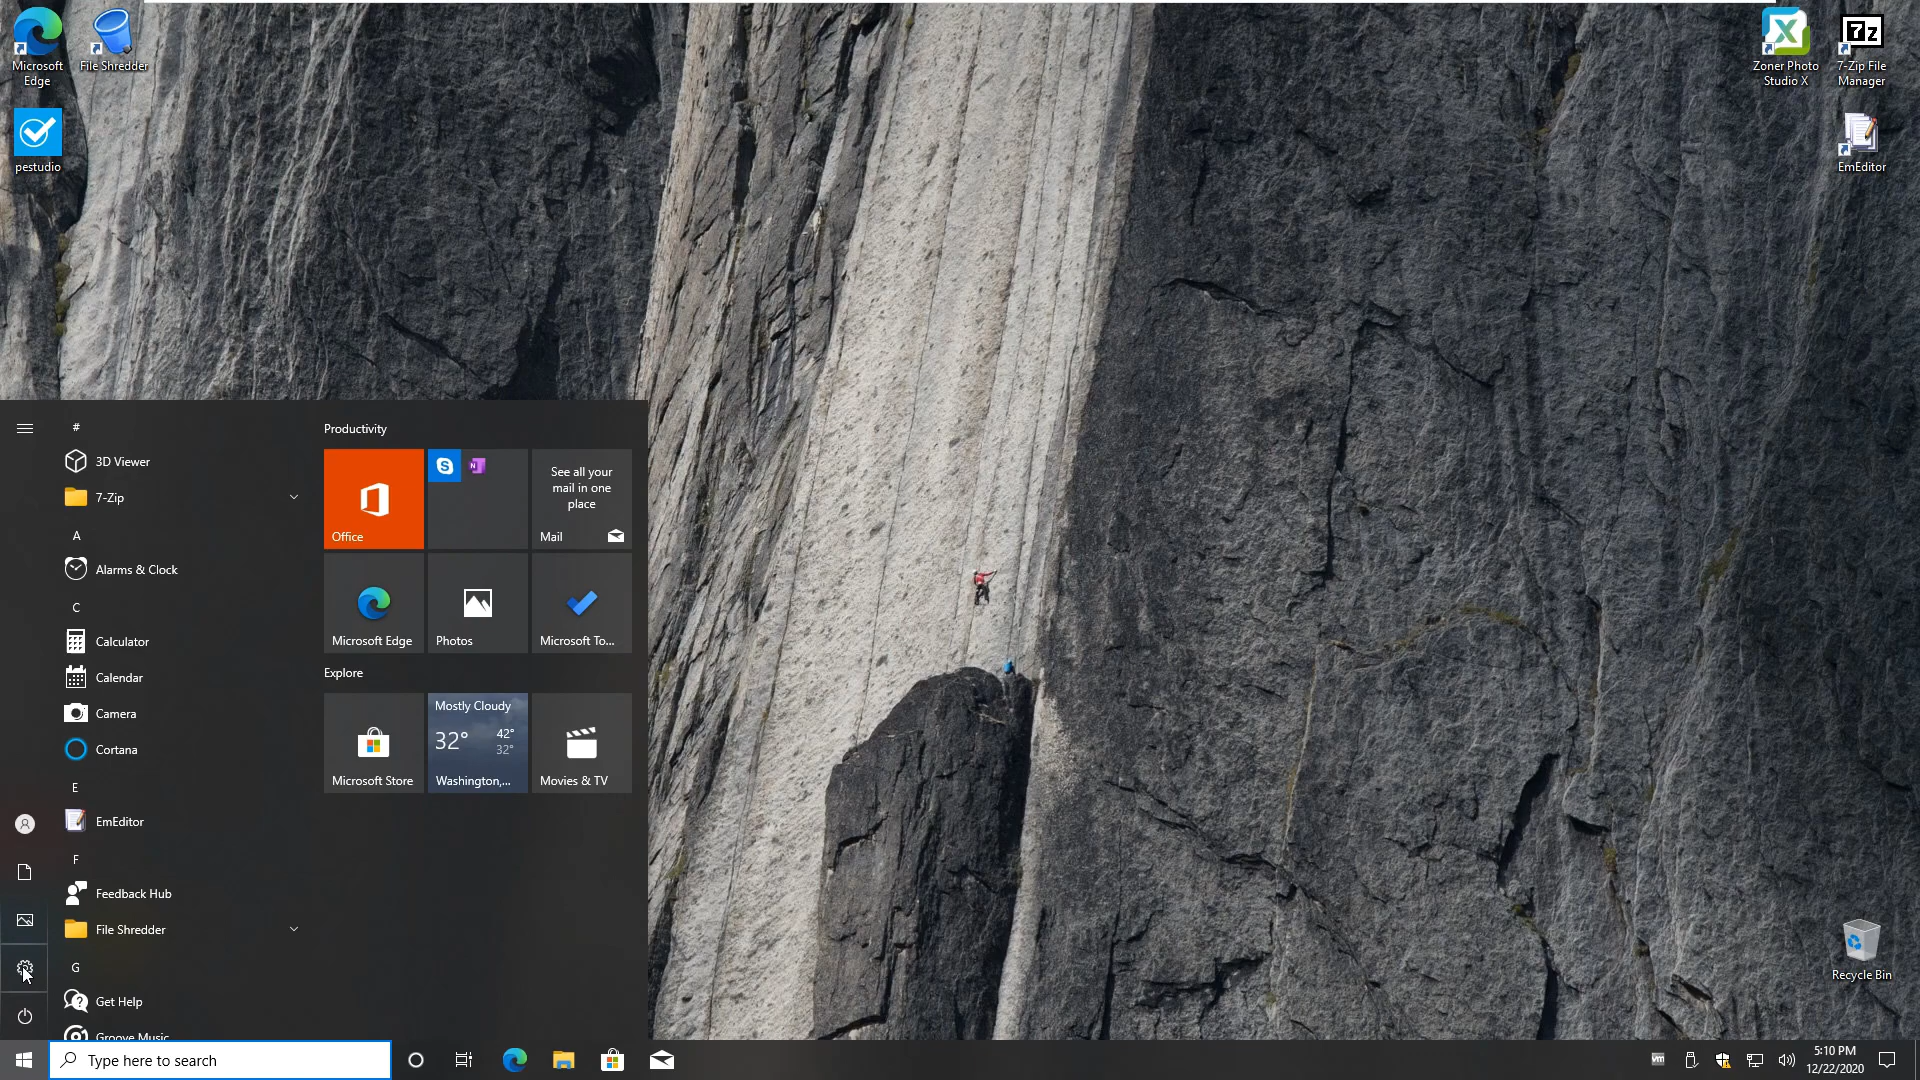 Microsoft
Edge
File Shredder
pestudio
Zoner Photo
Studio X
7z
7-Zip File
Manager
EmEditor
Recycle Bin
#
3D Viewer
7-Zip
A
Alarms & Clock
C
Calculator
Calendar
Camera
Cortana
E
EmEditor
F
Feedback Hub
File Shredder
G
Get Help
Groove Music
Productivity
Office
See all your
mail in one
place
Mail
Microsoft Edge
Photos
Microsoft To...
Explore
Microsoft Store
Mostly Cloudy
32°
42°
32°
Washington,...
Movies & TV
Type here to search
vm
5:10 PM
12/22/2020